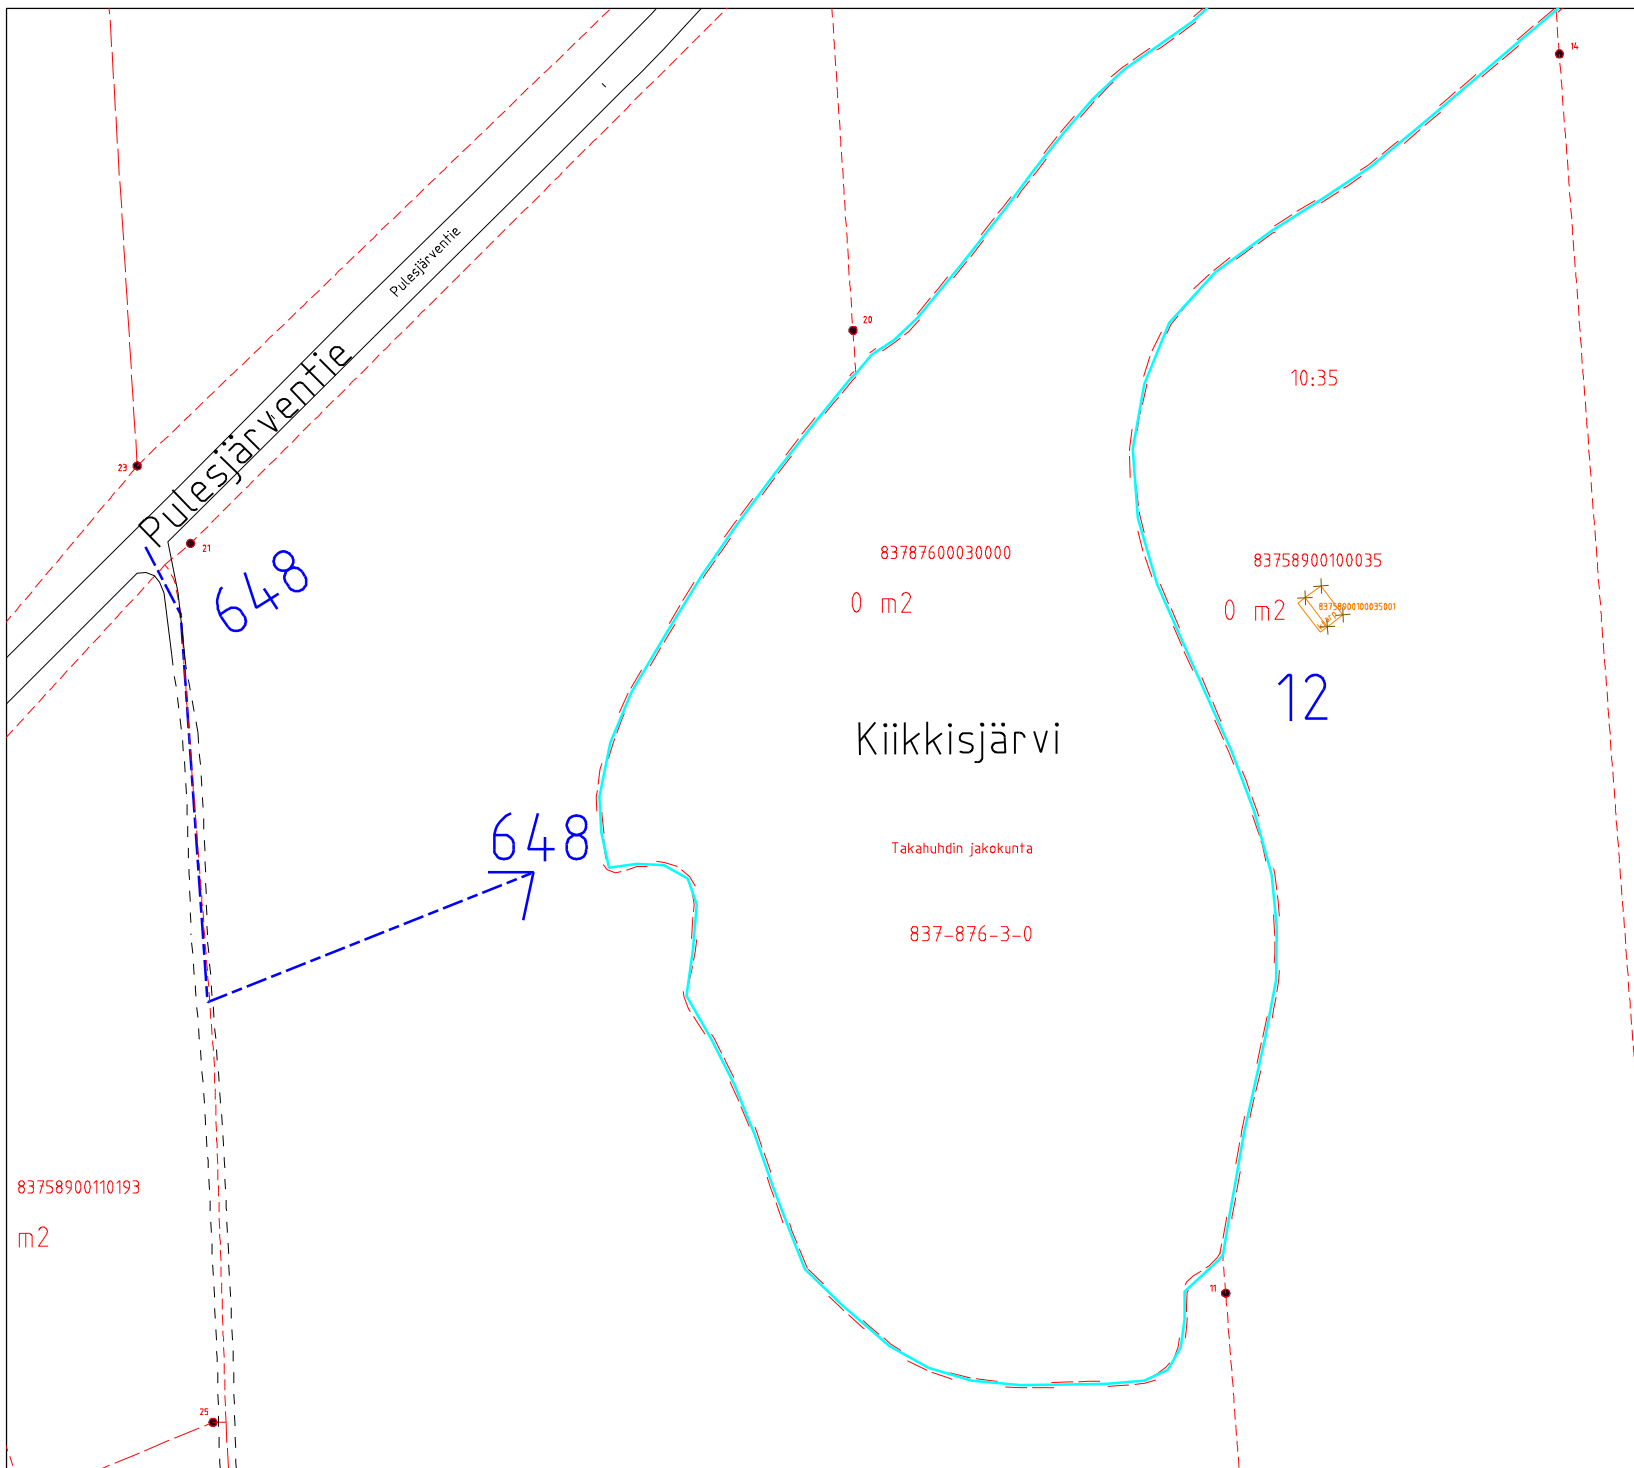 14
Pulesjärventie
20
Pulesjärventie
10:35
23
21
648
83787600030000
83758900100035
0 m2
0 m2
83758900100035001
12
Kiikkisjärvi
648
Takahuhdin jakokunta
837-876-3-0
83758900110193
m2
11
25